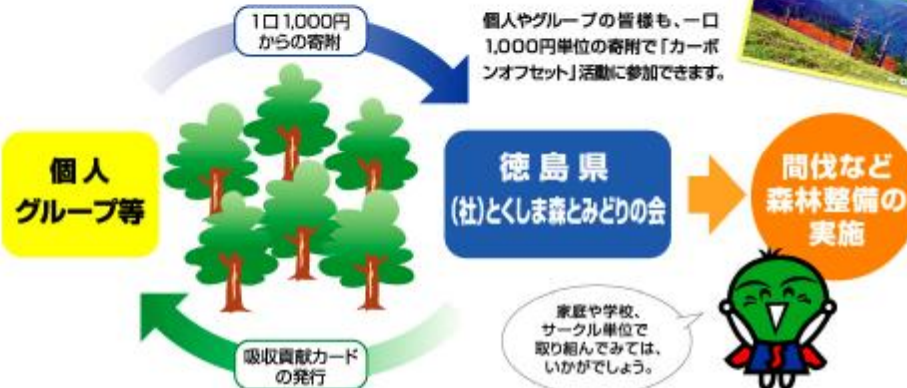 1口1,000円
からの寄附
個人やグループの皆様も、一口
1,000円単位の寄附で「カーボ
ンオフセット」活動に参加できます。
個人
グループ等
徳島県
(社)とくしま森とみどりの会
間伐など
森林整備の
実施
家庭や学校、
サークル単位で
取り組んでみては、
いかがでしょう。
吸収貢献カード
の発行